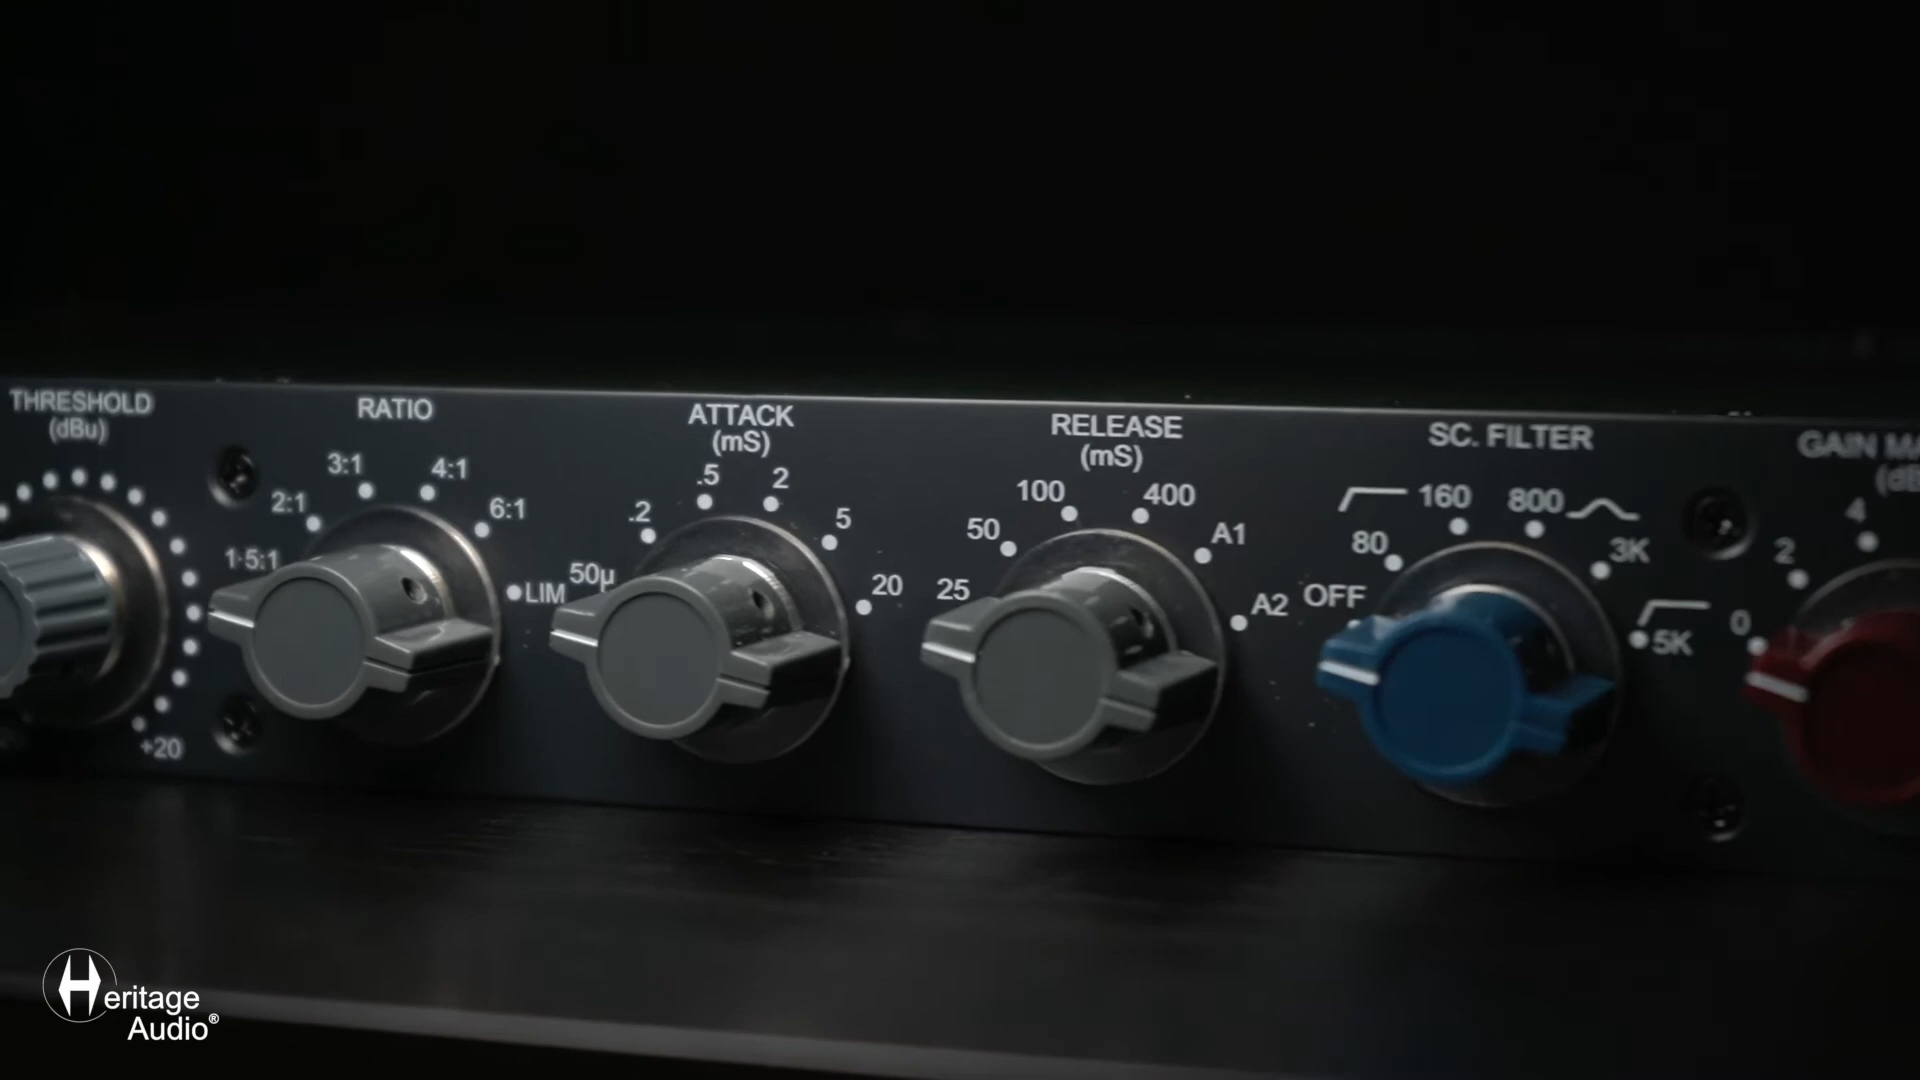 THRESHOLD
(dBu)
+20
RATIO
1·5:1
2:1
3:1
4:1
6:1
LIM
ATTACK
(mS)
50µ
.2
.5
2
5
20
RELEASE
(mS)
25
50
100
400
A1
A2
SC. FILTER
OFF
80
160
800
3K
5K
GAIN
0
2
4
Heritage
Audio®